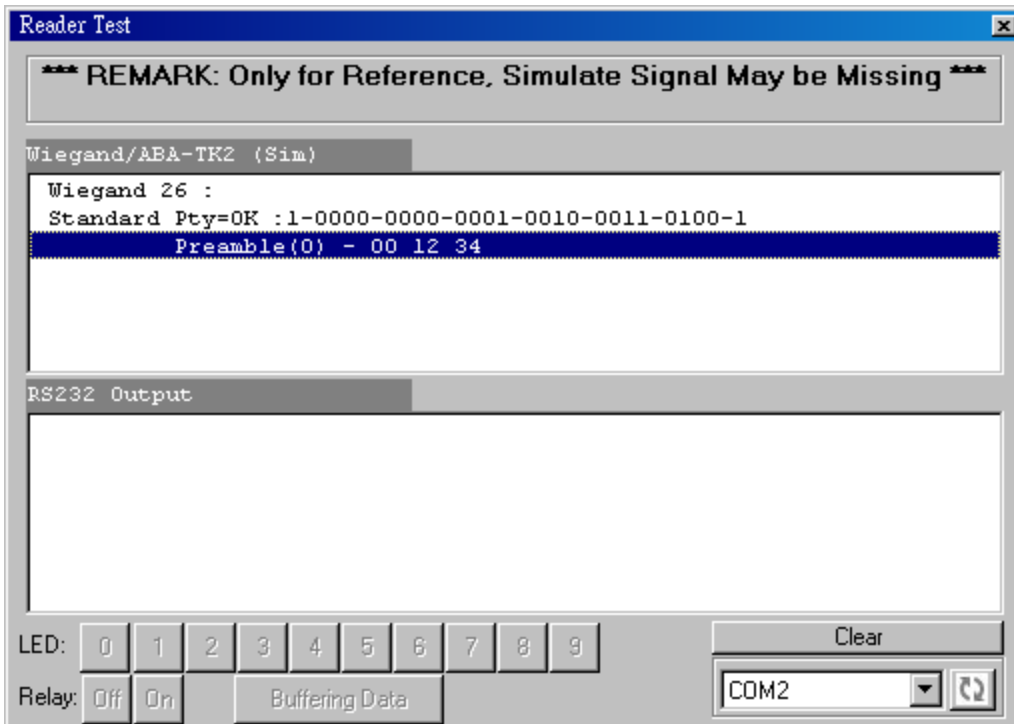 Reader Test
*** REMARK: Only for Reference, Simulate Signal May be Missing ***
Wiegand/ABA-TK2 (Sim)
Wiegand 26 :
Standard Pty=OK :1-0000-0000-0001-0010-0011-0100-1
Preamble(0) - 00 12 34
RS232 Output
LED: 0 1 2 3 4 5 6 7 8 9
Clear
Relay: Off On Buffering Data
COM2